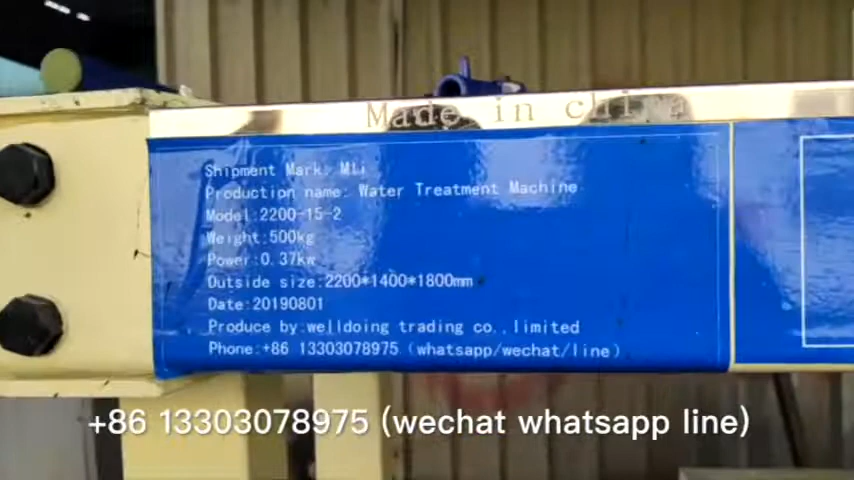 Made in china
Shipment Mark: Mli
Production name: Water Treatment Machine
Model:2200-15-2
Weight:500kg
Power:0.37kw
Outside size:2200*1400*1800mm
Date:20190801
Produce by:welldoing trading co.,limited
Phone:+86 13303078975 (whatsapp/wechat/line)
+86 13303078975 (wechat whatsapp line)